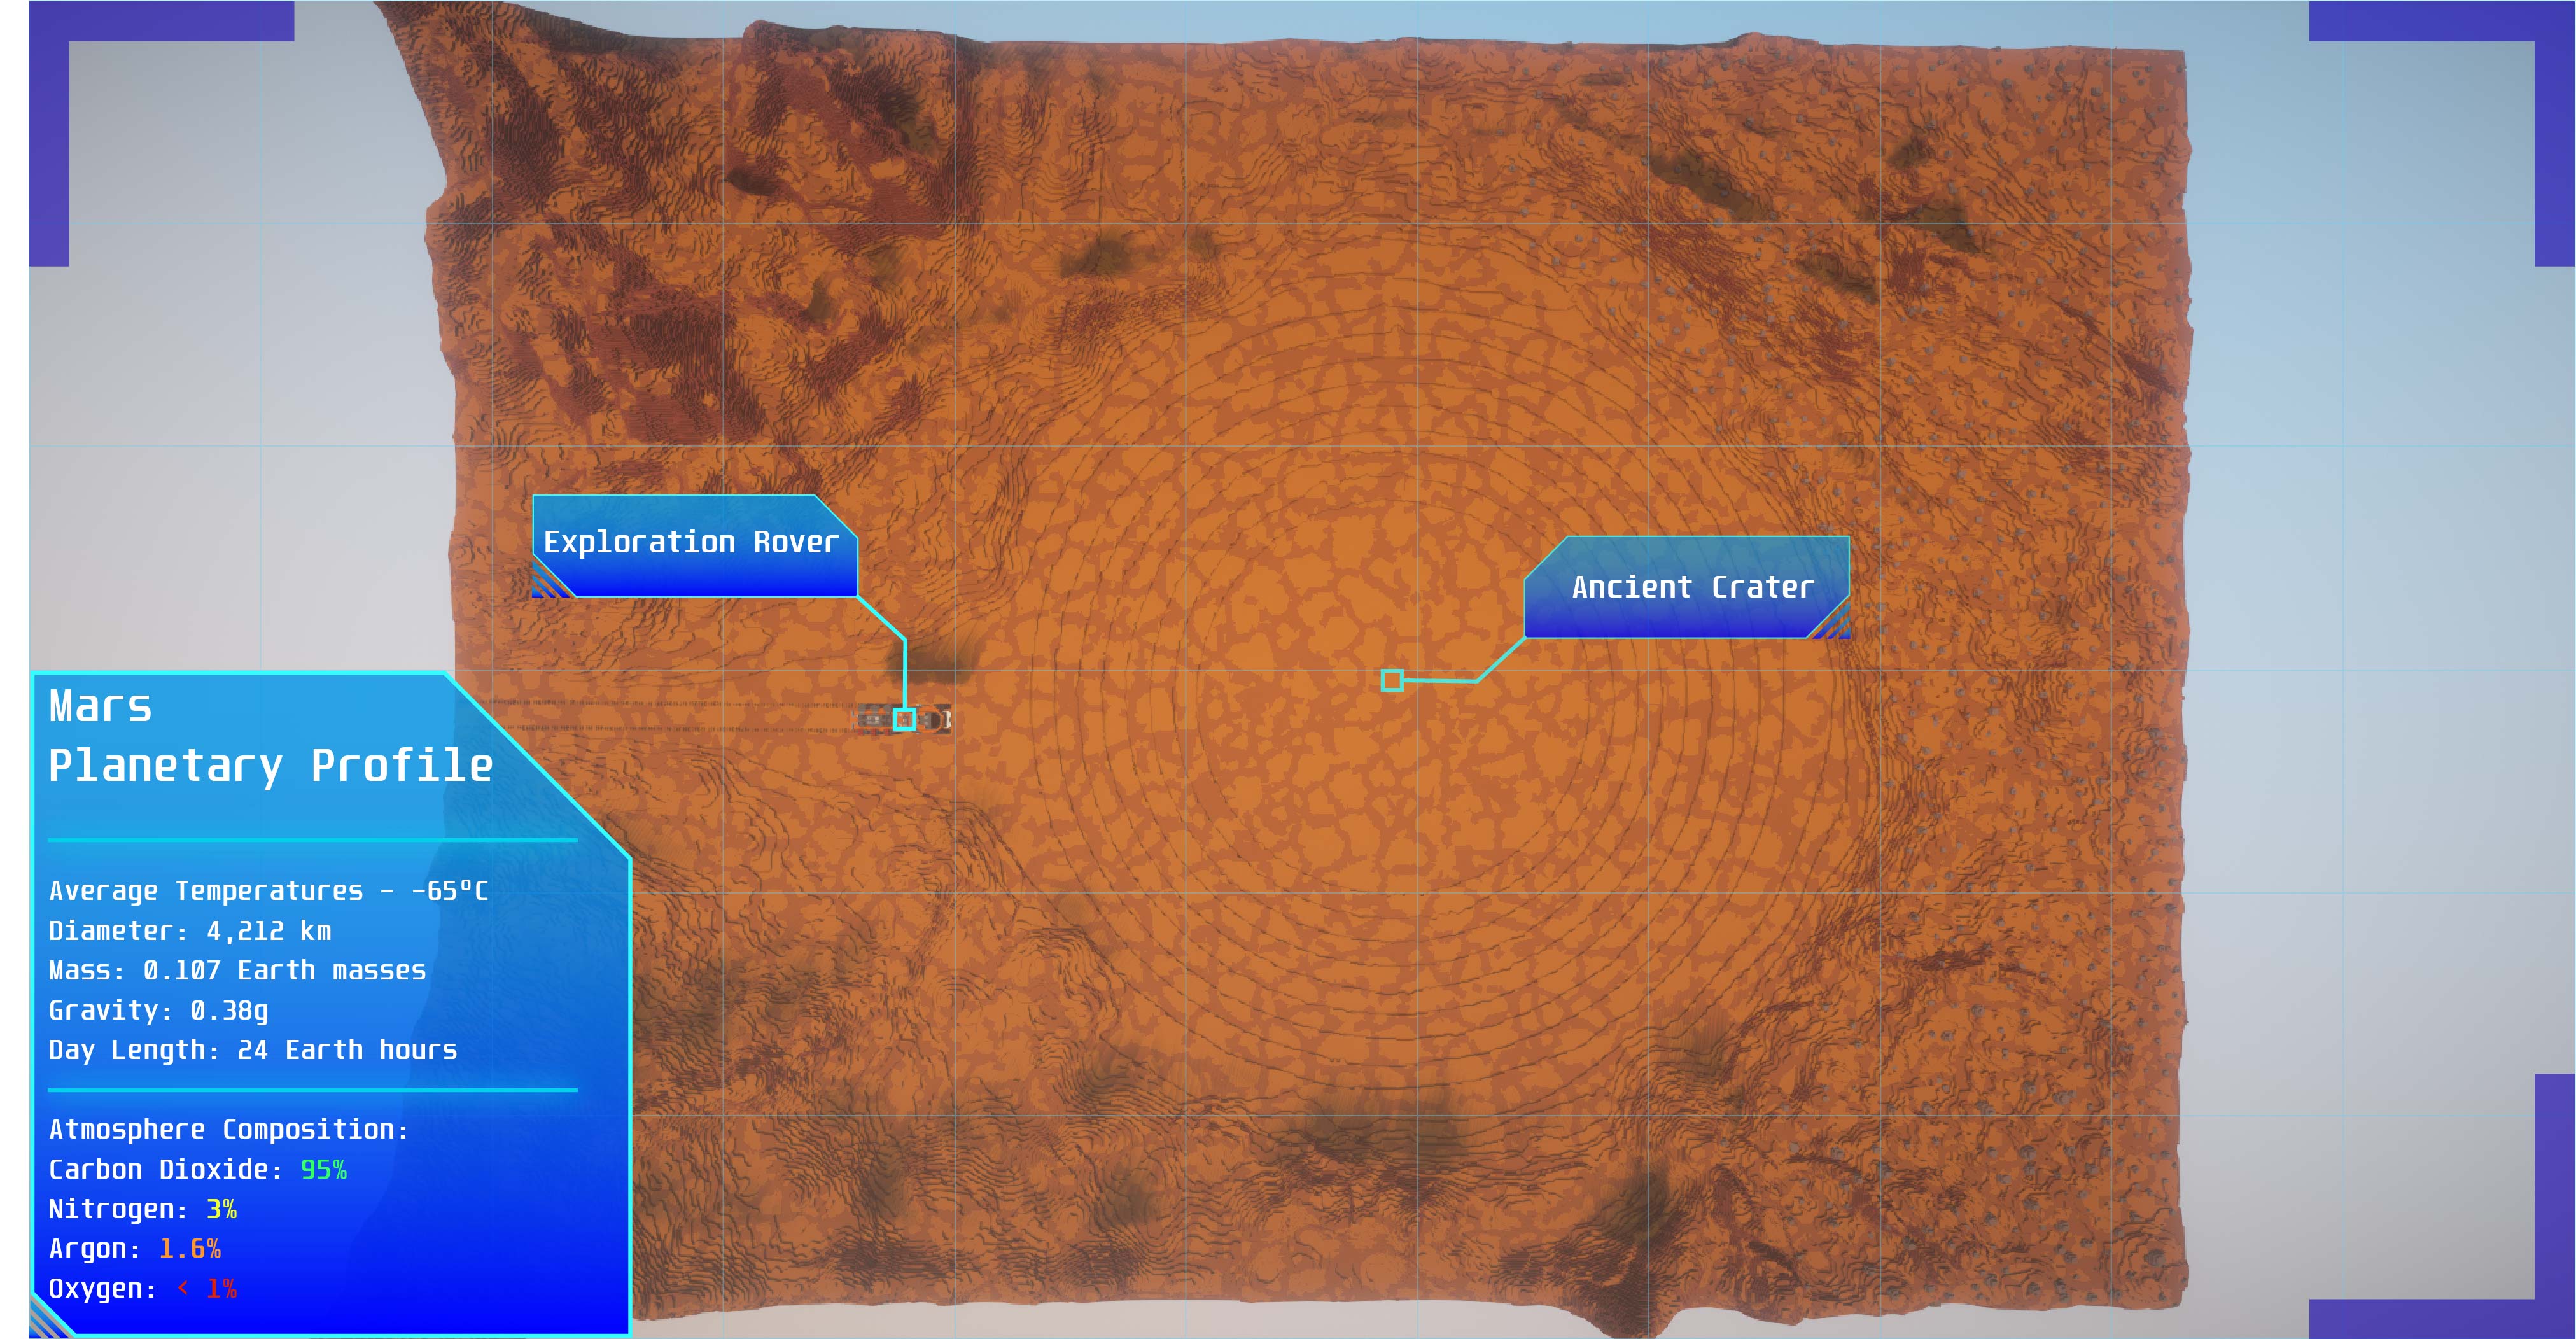 Exploration Rover
Ancient Crater
Mars
Planetary Profile
Average Temperatures - -65ºC
Diameter: 4,212 km
Mass: 0.107 Earth masses
Gravity: 0.38g
Day Length: 24 Earth hours
Atmosphere Composition:
Carbon Dioxide: 95%
Nitrogen: 3%
Argon: 1.6%
Oxygen: < 1%